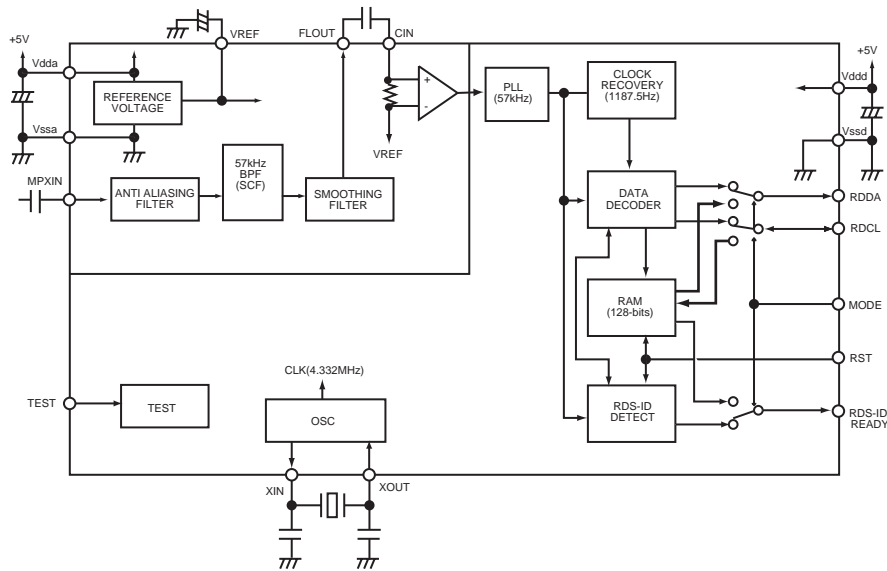 VREF
FLOUT
CIN
+5V
+5V
Vdda
REFERENCE
VOLTAGE
+
-
PLL
(57kHz)
CLOCK
RECOVERY
(1187.5Hz)
Vddd
Vssa
VREF
Vssd
MPXIN
ANTI ALIASING
FILTER
57kHz
BPF
(SCF)
SMOOTHING
FILTER
DATA
DECODER
RDDA
RDCL
RAM
(128-bits)
MODE
RST
CLK(4.332MHz)
TEST
TEST
OSC
RDS-ID
DETECT
RDS-ID
READY
XIN
XOUT